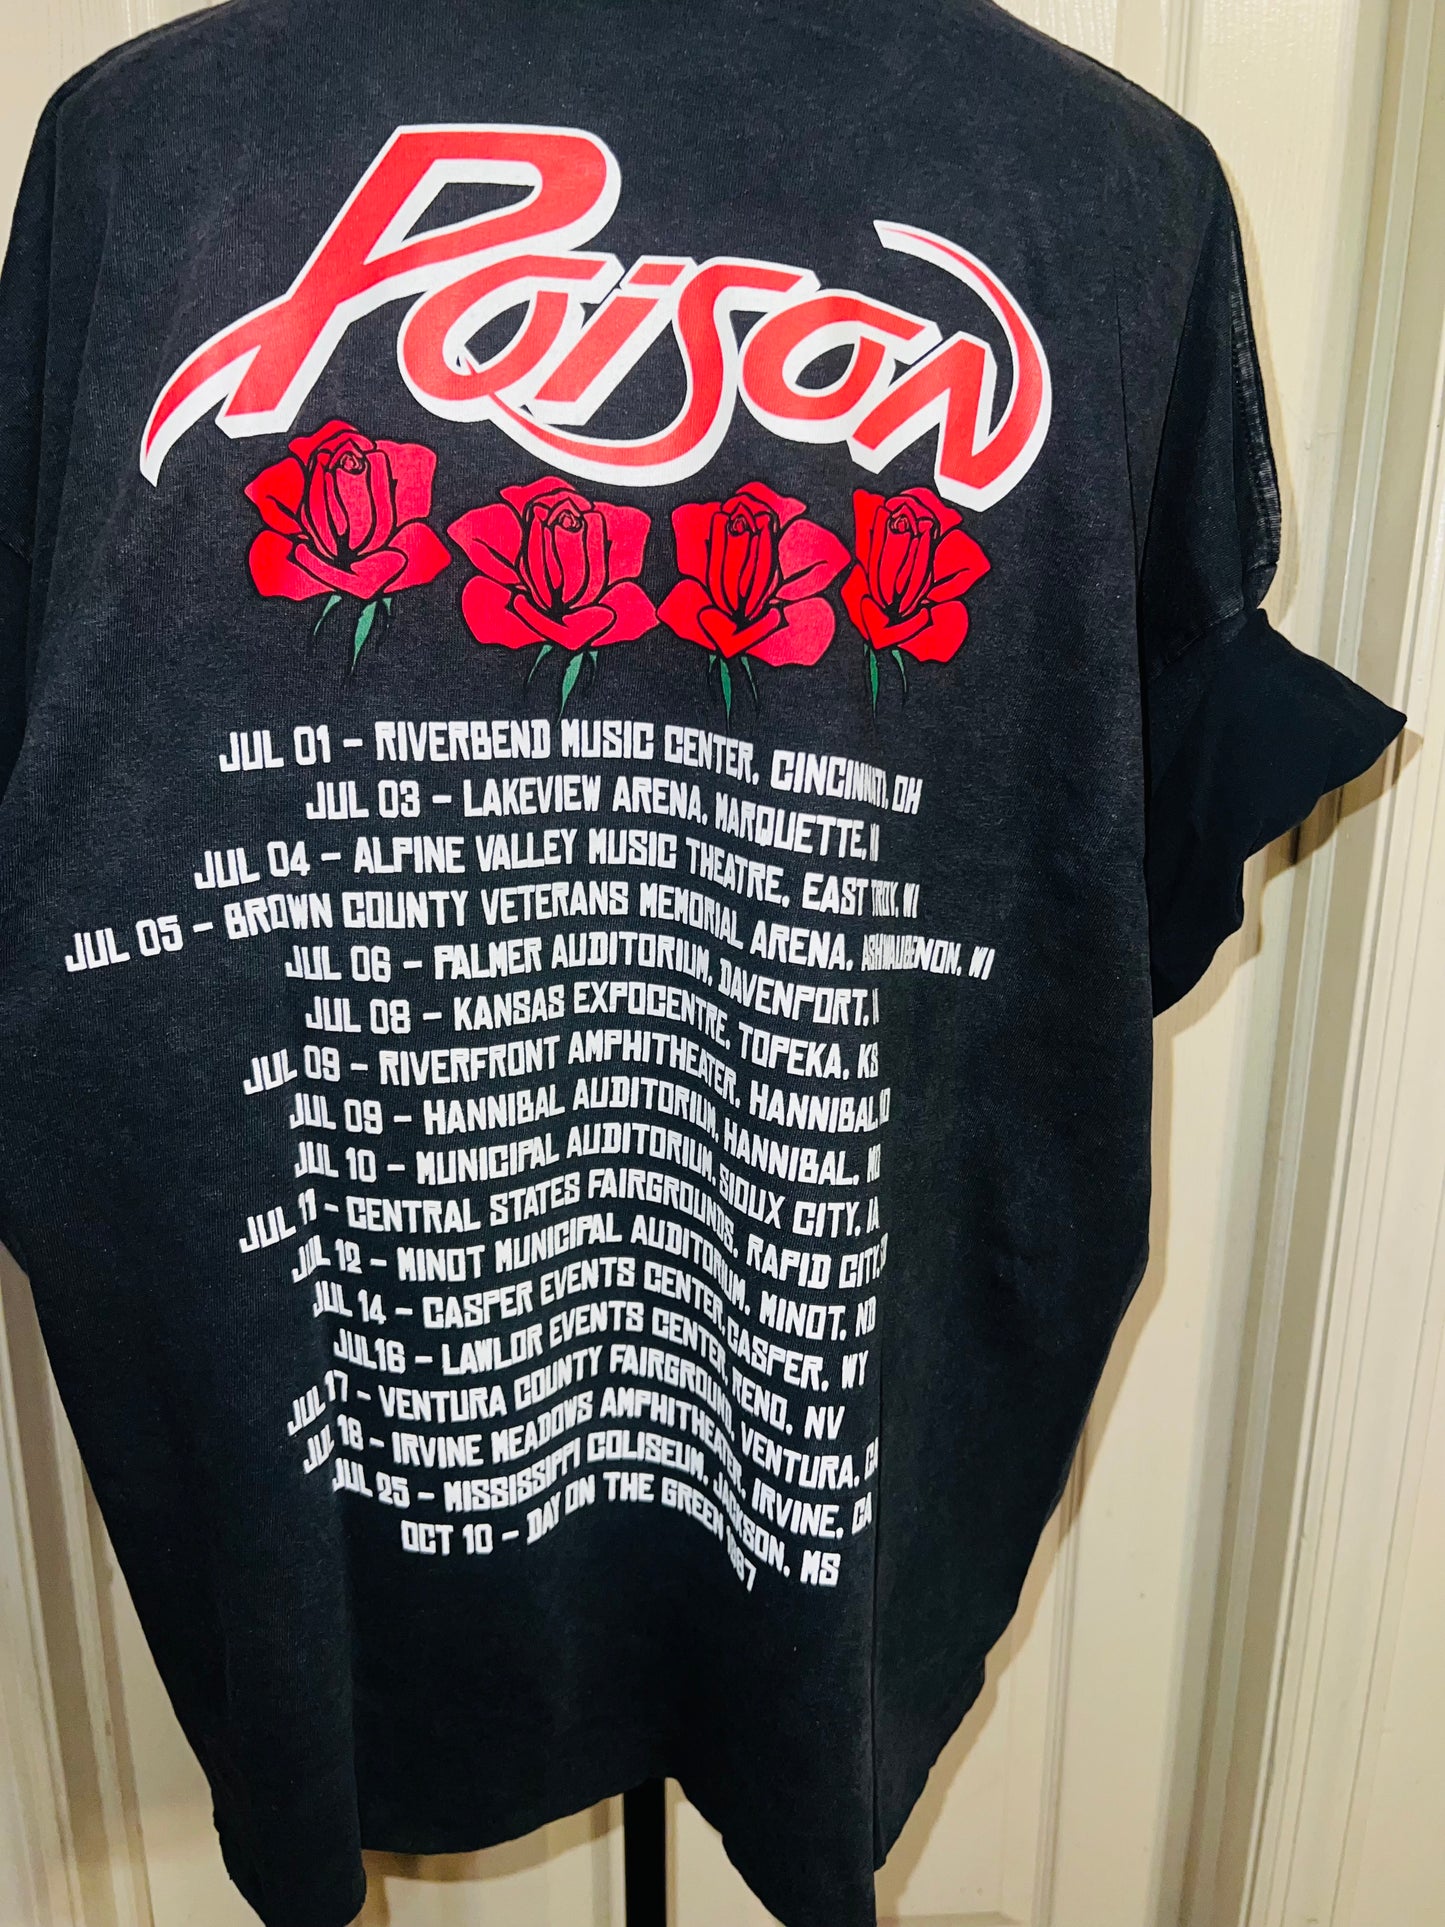 Poison
JUL 01 - RIVERBEND MUSIC CENTER, CINCINNATI, OH
JUL 03 - LAKEVIEW ARENA, MARQUETTE,
JUL 04 - ALPINE VALLEY MUSIC THEATRE, EAST TROY, WI
JUL 05 - BROWN COUNTY VETERANS MEMORIAL ARENA, ASHWAUBENON, WI
JUL 06 - PALMER AUDITORIUM, DAVENPORT,
JUL 08 - KANSAS EXPOCENTRE, TOPEKA, KS
JUL 09 - RIVERFRONT AMPHITHEATER, HANNIBAL,
JUL 09 - HANNIBAL AUDITORIUM, HANNIBAL, MO
JUL 10 - MUNICIPAL AUDITORIUM, SIOUX CITY, IA
JUL 11 - CENTRAL STATES FAIRGROUNDS, RAPID CITY,
JUL 12 - MINOT MUNICIPAL AUDITORIUM, MINOT, ND
JUL 14 - CASPER EVENTS CENTER, CASPER, WY
JUL 16 - LAWLOR EVENTS CENTER, RENO, NV
JUL 17 - VENTURA COUNTY FAIRGROUND, VENTURA, CA
JUL 18 - IRVINE MEADOWS AMPHITHEATER, IRVINE, CA
JUL 25 - MISSISSIPPI COLISEUM, JACKSON, MS
OCT 10 - DAY ON THE GREEN 1987